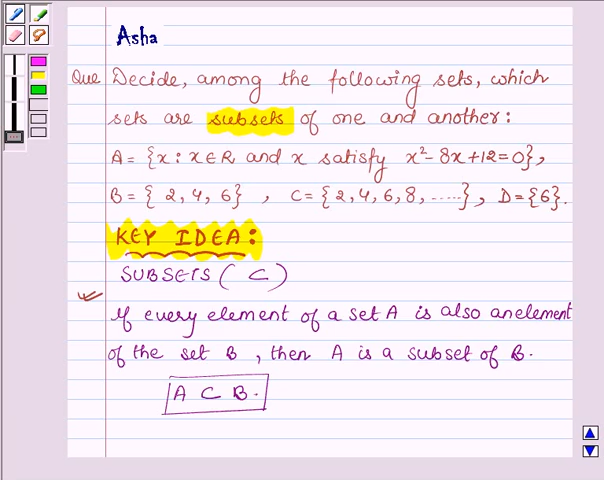 Asha
Que Decide, among the following sets, which
sets are subsets of one and another:
A = {x : x ∈ R and x satisfy x² - 8x + 12 = 0},
B = { 2, 4, 6} , C = {2, 4, 6, 8, .....}, D = {6}.
KEY IDEA:
SUBSETS ( ⊂ )
If every element of a set A is also an element
of the set B , then A is a subset of B.
A ⊂ B.